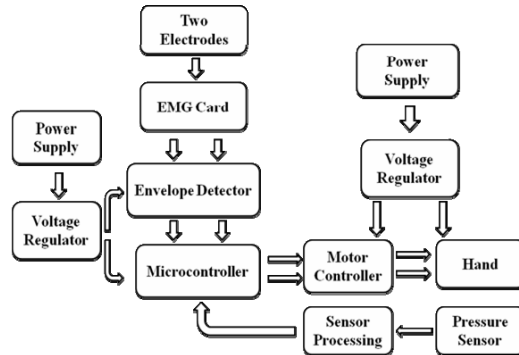 Two
Electrodes
EMG Card
Power
Supply
Power
Supply
Envelope Detector
Voltage
Regulator
Voltage
Regulator
Microcontroller
Motor
Controller
Hand
Sensor
Processing
Pressure
Sensor